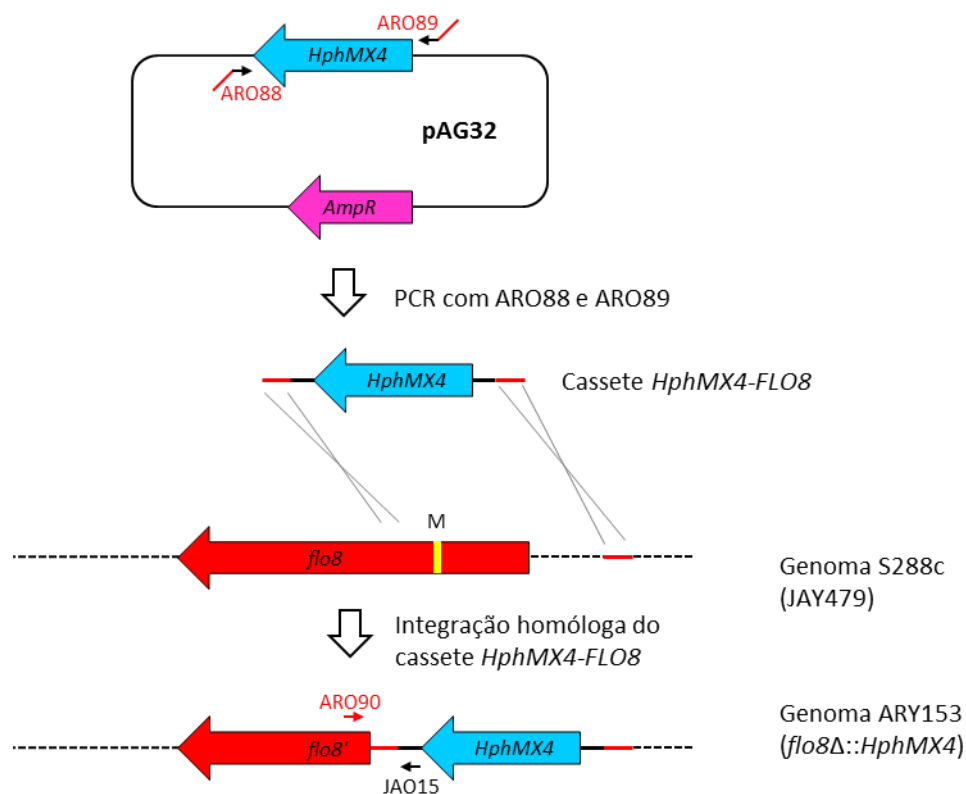 ARO89
HphMX4
ARO88
pAG32
AmpR
PCR com ARO88 e ARO89
HphMX4
Cassete HphMX4-FLO8
M
flo8
Genoma S288c
(JAY479)
Integração homóloga do
cassete HphMX4-FLO8
ARO90
flo8'
HphMX4
JAO15
Genoma ARY153
(flo8Δ::HphMX4)